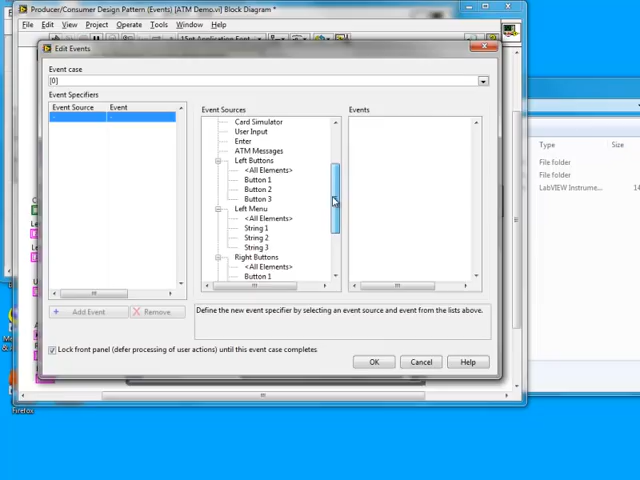 Producer/Consumer Design Pattern (Events) [ATM Demo.vi] Block Diagram *
File Edit View Project Operate Tools Window Help
15pt Application Font
Edit Events
Event case
[0]
Event Specifiers
Event Source Event
- -
Event Sources
Card Simulator
User Input
Enter
ATM Messages
Left Buttons
<All Elements>
Button 1
Button 2
Button 3
Left Menu
<All Elements>
String 1
String 2
String 3
Right Buttons
<All Elements>
Button 1
Events
Add Event
Remove
Define the new event specifier by selecting an event source and event from the lists above.
Lock front panel (defer processing of user actions) until this event case completes.
OK
Cancel
Help
Type Size
File folder
File folder
LabVIEW Instrume... 14
Firefox